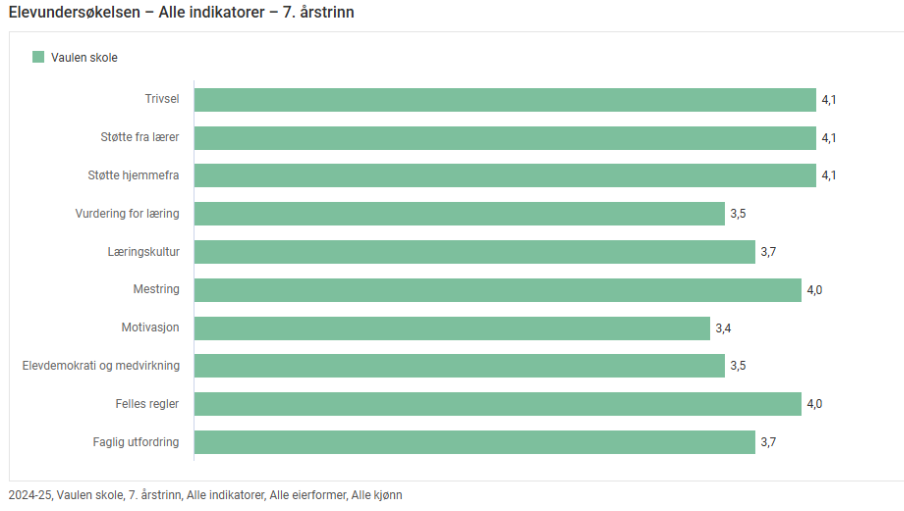 Elevundersøkelsen – Alle indikatorer – 7. årstrinn
Vaulen skole
Trivsel 4,1
Støtte fra lærer 4,1
Støtte hjemmefra 4,1
Vurdering for læring 3,5
Læringskultur 3,7
Mestring 4,0
Motivasjon 3,4
Elevdemokrati og medvirkning 3,5
Felles regler 4,0
Faglig utfordring 3,7
2024-25, Vaulen skole, 7. årstrinn, Alle indikatorer, Alle eierformer, Alle kjønn